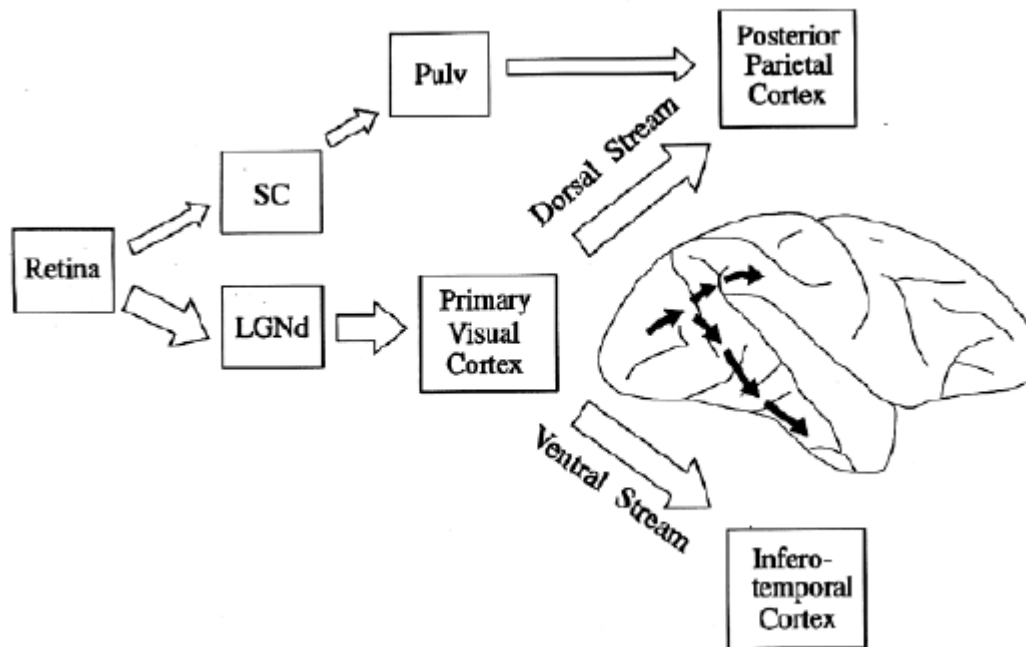 Posterior
Parietal
Cortex
Pulv
Dorsal Stream
SC
Retina
LGNd
Primary
Visual
Cortex
Ventral Stream
Infero-
temporal
Cortex